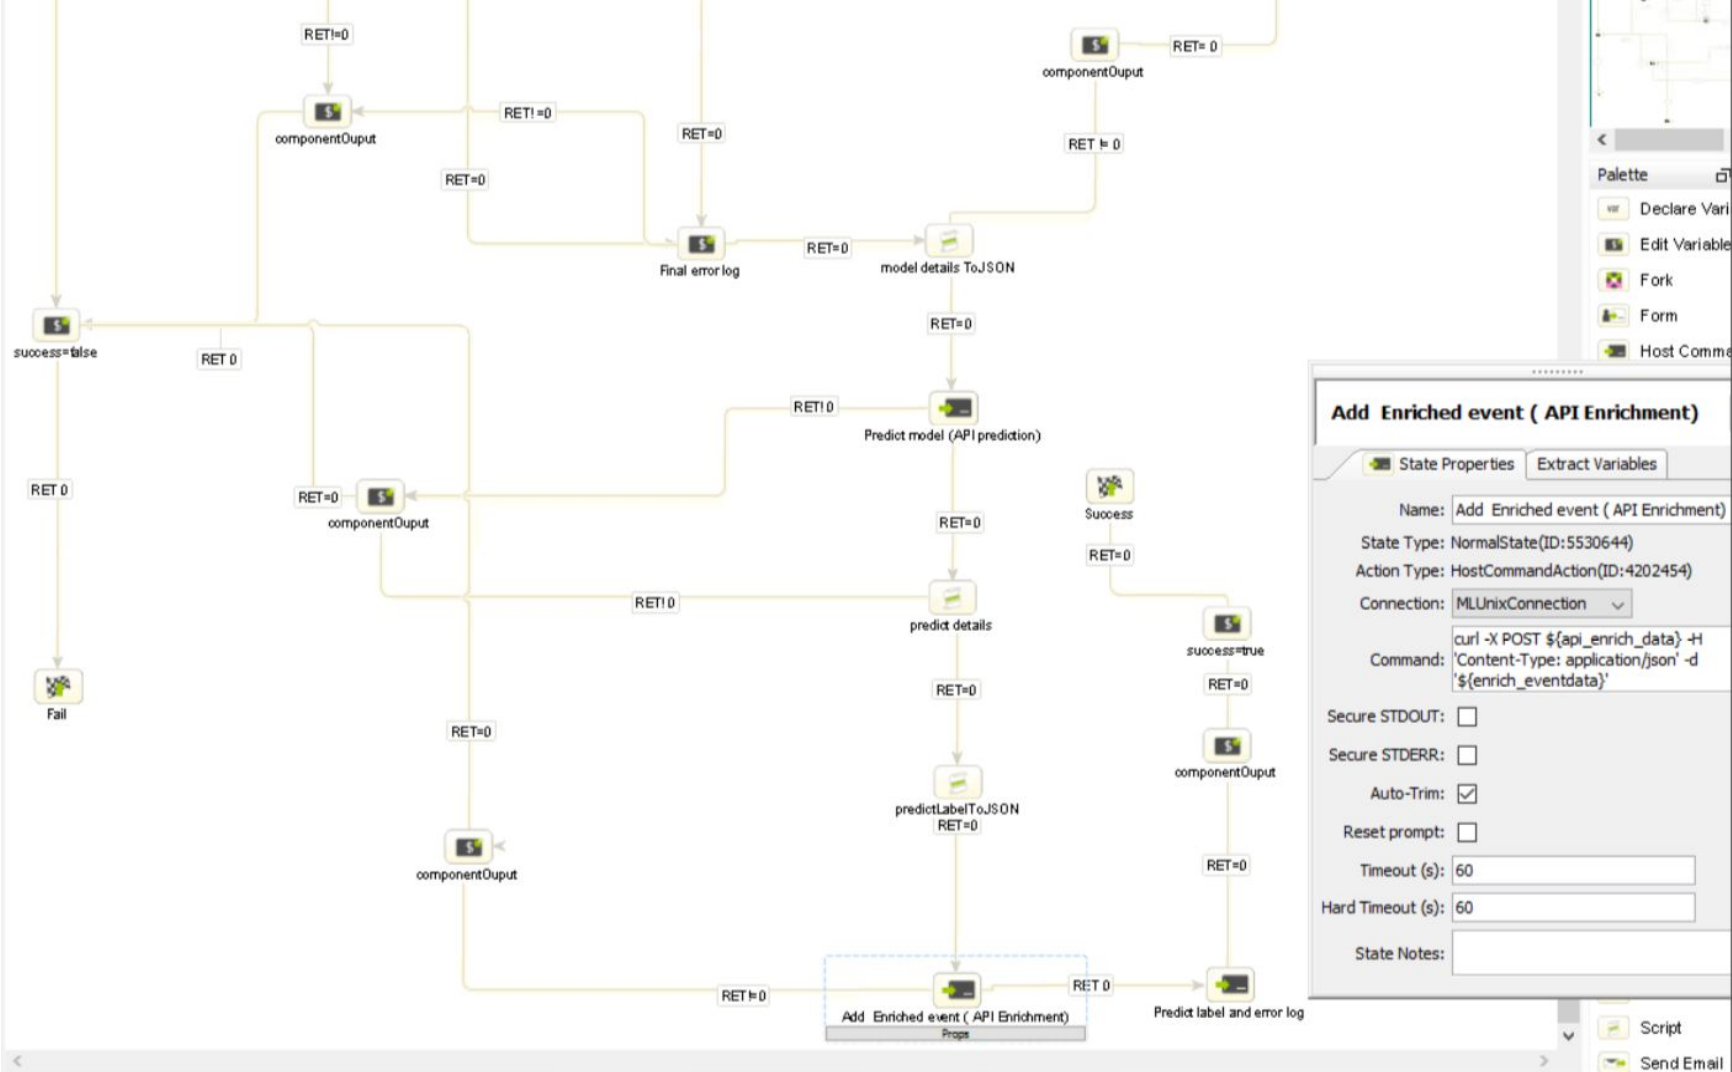 RET!=0
componentOuput
RET! =0
RET=0
RET=0
componentOuput
RET= 0
RET != 0
Final error log
RET=0
model details ToJSON
RET=0
success=false
RET 0
RET 0
Fail
RET! 0
Predict model (API prediction)
RET=0
componentOuput
RET=0
RET! 0
predict details
RET=0
predictLabelToJSON
RET=0
Success
RET=0
success=true
RET=0
componentOuput
RET=0
RET=0
componentOuput
RET!=0
Add Enriched event ( API Enrichment)
Props
RET 0
Predict label and error log
Palette
Declare Vari
Edit Variable
Fork
Form
Host Comma
Add Enriched event ( API Enrichment)
State Properties
Extract Variables
Name: Add Enriched event ( API Enrichment)
State Type: NormalState(ID:5530644)
Action Type: HostCommandAction(ID:4202454)
Connection: MLUnixConnection
Command: curl -X POST ${api_enrich_data} -H
'Content-Type: application/json' -d
'${enrich_eventdata}'
Secure STDOUT:
Secure STDERR:
Auto-Trim:
Reset prompt:
Timeout (s): 60
Hard Timeout (s): 60
State Notes:
Script
Send Email